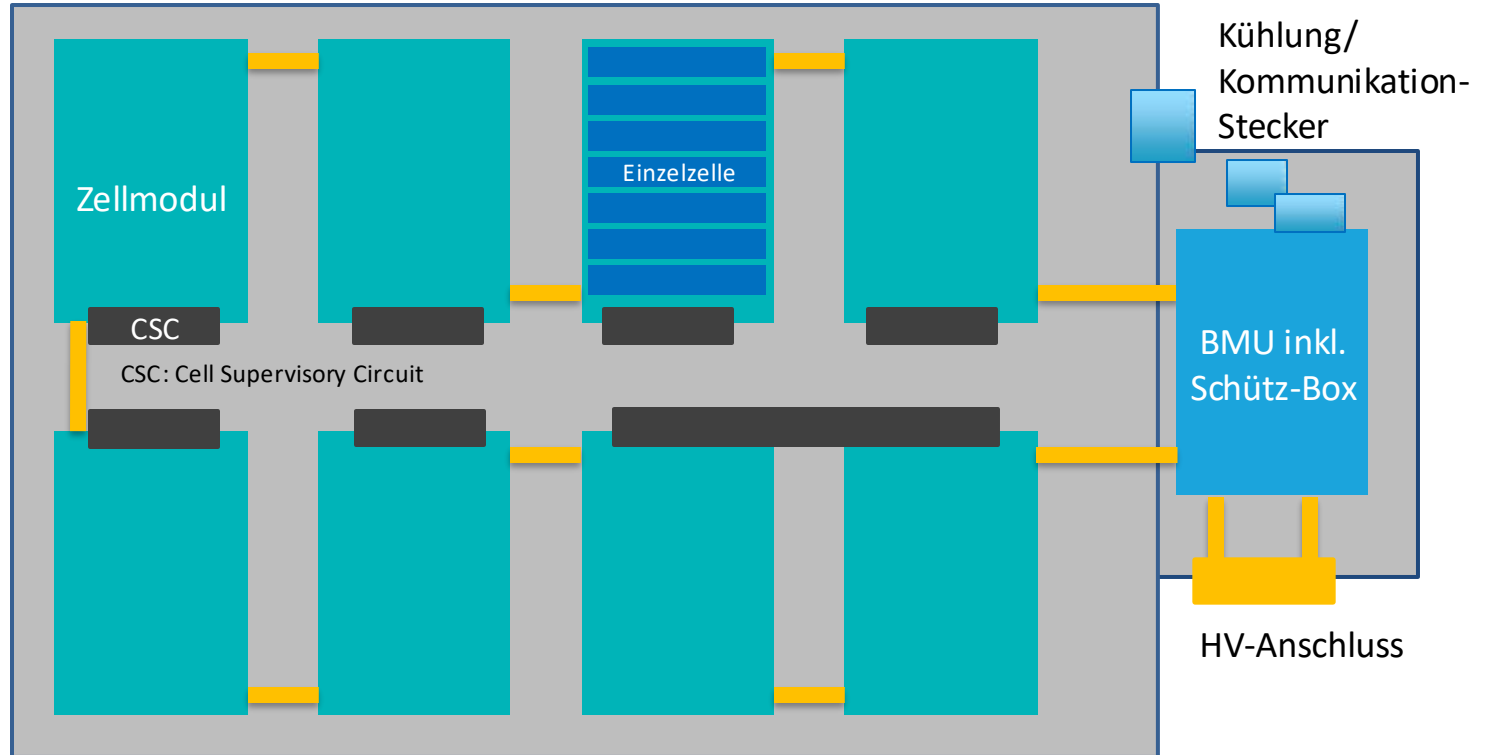 Kühlung/
Kommunikation-
Stecker
Einzelzelle
Zellmodul
CSC
CSC: Cell Supervisory Circuit
BMU inkl.
Schütz-Box
HV-Anschluss